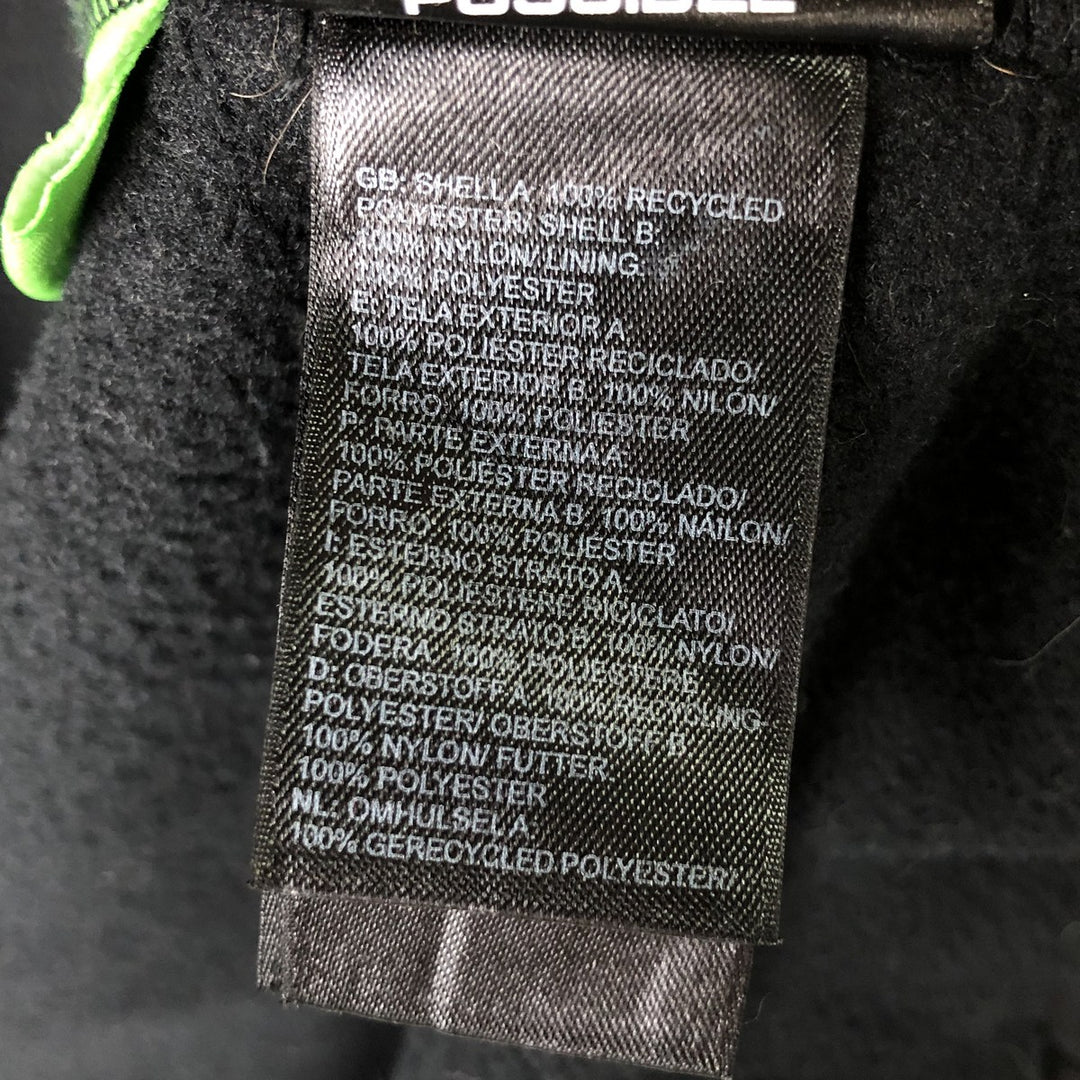 POSSIBLE
GB: SHELL A: 100% RECYCLED
POLYESTER/ SHELL B:
100% NYLON/ LINING:
100% POLYESTER
E: TELA EXTERIOR A:
100% POLIÉSTER RECICLADO/
TELA EXTERIOR B: 100% NILON/
FORRO: 100% POLIÉSTER
P: PARTE EXTERNA A:
100% POLIÉSTER RECICLADO/
PARTE EXTERNA B: 100% NAILON/
FORRO: 100% POLIESTER
I: ESTERNO STRATO A:
100% POLIESTERE RICICLATO/
ESTERNO STRATO B: 100% NYLON/
FODERA: 100% POLIESTERE
D: OBERSTOFF A: 100% RECYCLING-
POLYESTER/ OBERSTOFF B:
100% NYLON/ FUTTER:
100% POLYESTER
NL: OMHULSEL A:
100% GERECYCLED POLYESTER/